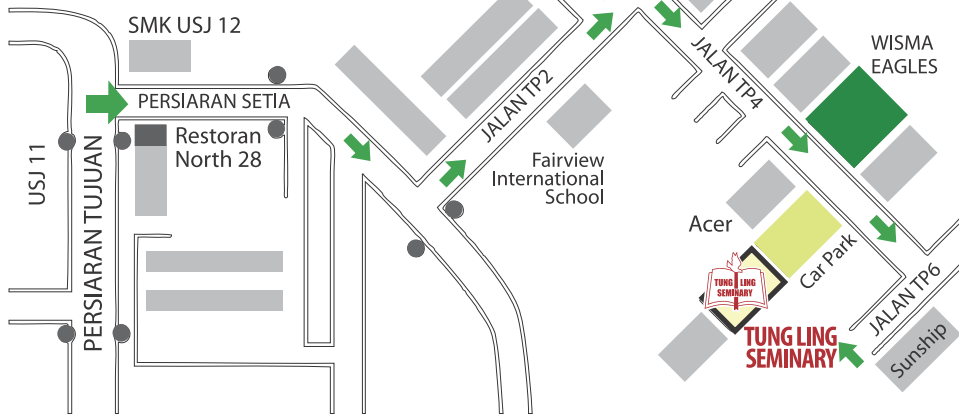 SMK USJ 12
PERSIARAN SETIA
Restoran
North 28
USJ 11
PERSIARAN TUJUAN
JALAN TP2
Fairview
International
School
JALAN TP4
WISMA
EAGLES
Acer
Car Park
TUNG LING
SEMINARY
TUNG LING
SEMINARY
JALAN TP6
Sunship